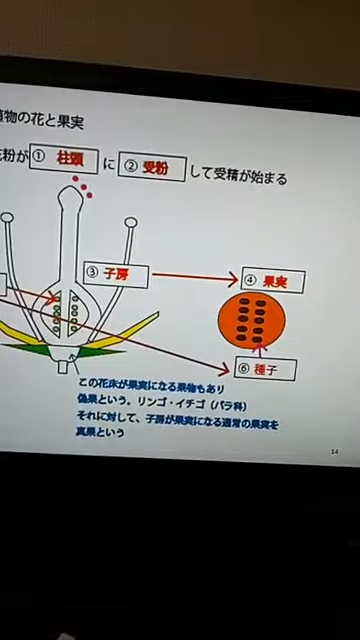 植物の花と果実
花粉が ① 柱頭 に ② 受粉 して受精が始まる
③ 子房
④ 果実
⑥ 種子
この花床が果実になる果物もあり
偽果という。リンゴ・イチゴ（バラ科）
それに対して、子房が果実になる通常の果実を
真果という
14